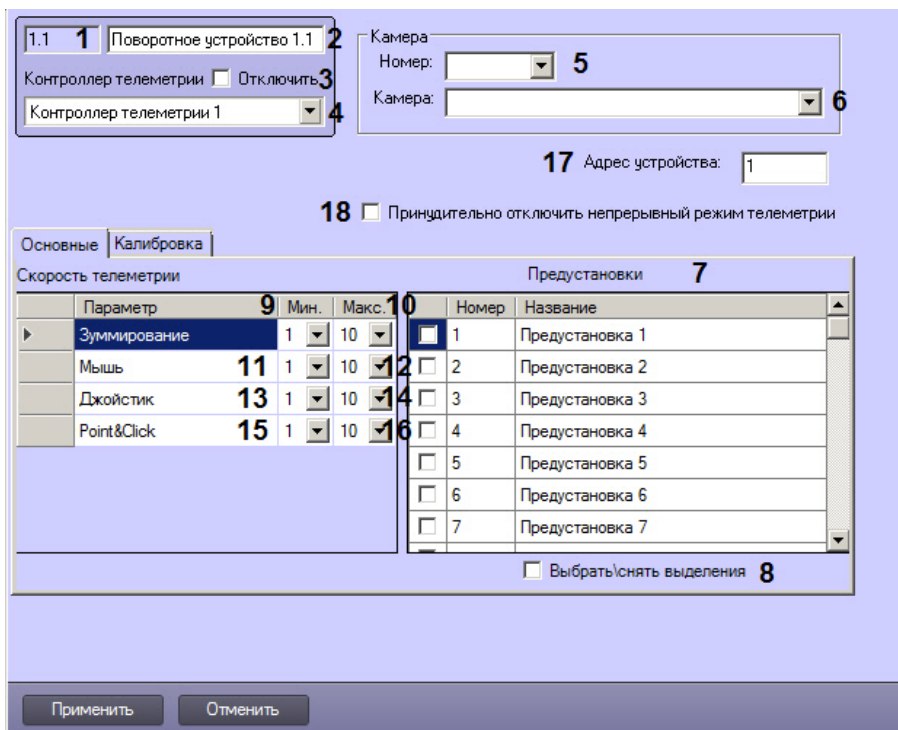 1.1 1 Поворотное устройство 1.1 2
Контроллер телеметрии Отключить 3
Контроллер телеметрии 1 4
Камера
Номер: 5
Камера: 6
17 Адрес устройства: 1
18 Принудительно отключить непрерывный режим телеметрии
Основные Калибровка
Скорость телеметрии
Параметр 9 Мин. Макс. 10
Зуммирование 1 10
Мышь 11 1 10 12
Джойстик 13 1 10 14
Point&Click 15 1 10 16
Предустановки 7
Номер Название
1 Предустановка 1
2 Предустановка 2
3 Предустановка 3
4 Предустановка 4
5 Предустановка 5
6 Предустановка 6
7 Предустановка 7
Выбрать\снять выделения 8
Применить Отменить